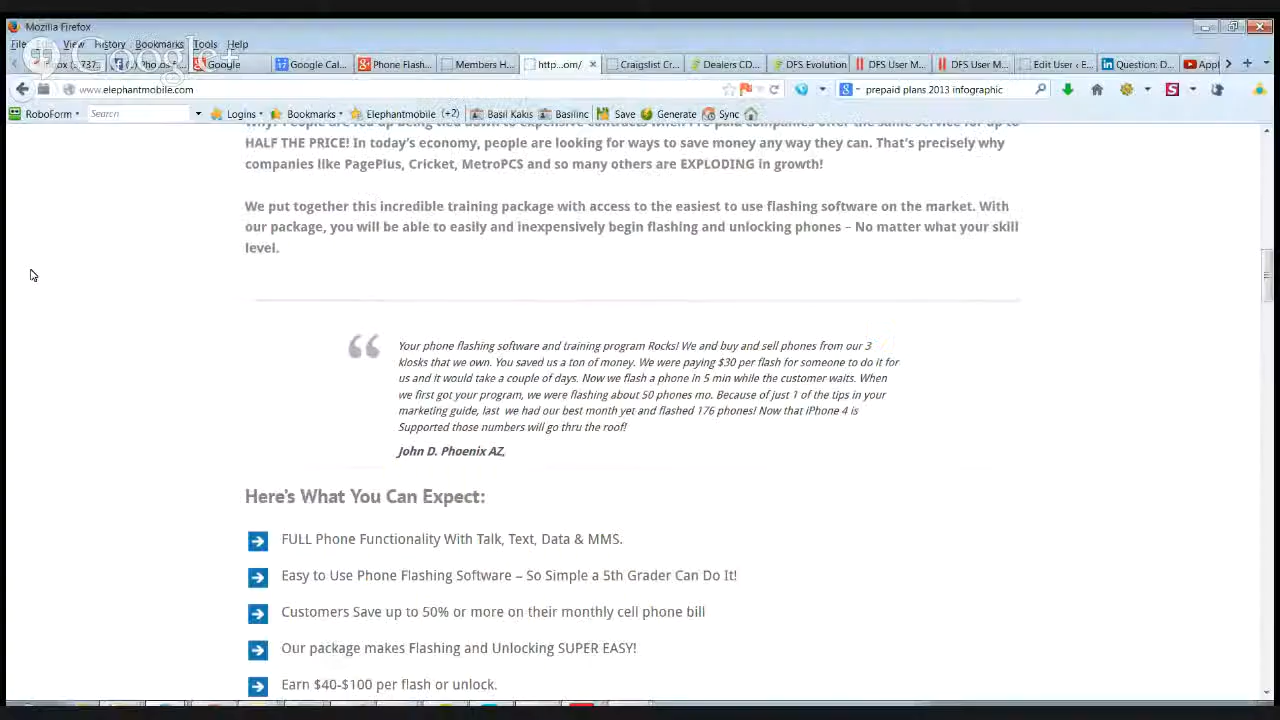 Mozilla Firefox
View History Bookmarks Tools Help
Google+
Google Google Cal... Phone Flash... Members H... http...om/ Craigslist Cr... Dealers CD... DFS Evolution DFS User M... DFS User M... Edit User ‹ E... Question: D... Appl
www.elephantmobile.com prepaid plans 2013 infographic
RoboForm Search Logins Bookmarks Elephantmobile (+2) Basil Kakis Basilinc Save Generate Sync
HALF THE PRICE! In today's economy, people are looking for ways to save money any way they can. That's precisely why
companies like PagePlus, Cricket, MetroPCS and so many others are EXPLODING in growth!
We put together this incredible training package with access to the easiest to use flashing software on the market. With
our package, you will be able to easily and inexpensively begin flashing and unlocking phones – No matter what your skill
level.
Your phone flashing software and training program Rocks! We and buy and sell phones from our 3
kiosks that we own. You saved us a ton of money. We were paying $30 per flash for someone to do it for
us and it would take a couple of days. Now we flash a phone in 5 min while the customer waits. When
we first got your program, we were flashing about 50 phones mo. Because of just 1 of the tips in your
marketing guide, last we had our best month yet and flashed 176 phones! Now that iPhone 4 is
Supported those numbers will go thru the roof!
John D. Phoenix AZ,
Here's What You Can Expect:
FULL Phone Functionality With Talk, Text, Data & MMS.
Easy to Use Phone Flashing Software – So Simple a 5th Grader Can Do It!
Customers Save up to 50% or more on their monthly cell phone bill
Our package makes Flashing and Unlocking SUPER EASY!
Earn $40-$100 per flash or unlock.